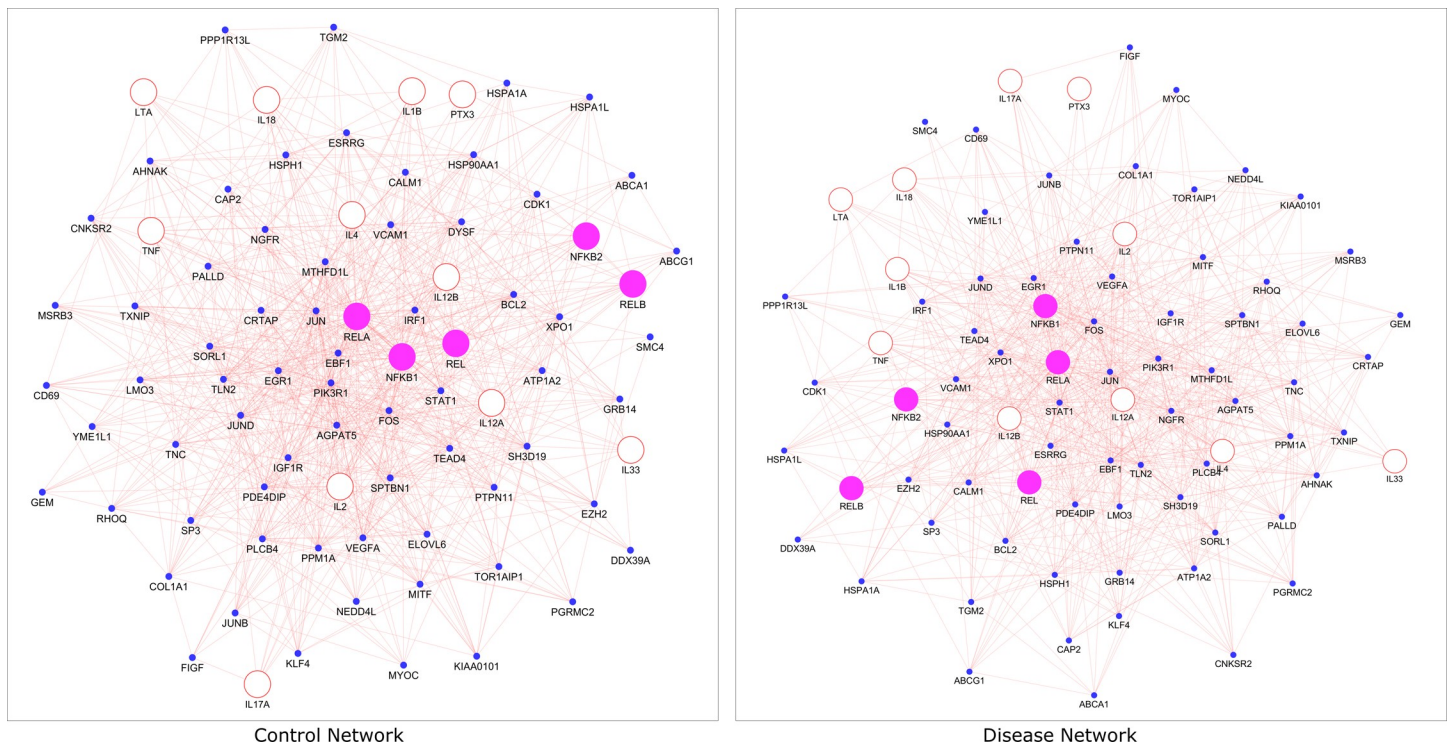 PPP1R13L
TGM2
LTA
IL18
IL1B
PTX3
HSPA1A
HSPA1L
ESRRG
AHNAK
HSPH1
HSP90AA1
CALM1
ABCA1
CAP2
CDK1
CNKSR2
TNF
NGFR
IL4
VCAM1
DYSF
NFKB2
ABCG1
PALLD
MTHFD1L
IL12B
RELB
MSRB3
TXNIP
CRTAP
JUN
RELA
IRF1
BCL2
XPO1
SMC4
SORL1
EBF1
NFKB1
REL
CD69
LMO3
TLN2
EGR1
PIK3R1
STAT1
ATP1A2
GRB14
YME1L1
JUND
FOS
IL12A
TNC
AGPAT5
IGF1R
TEAD4
SH3D19
IL33
GEM
RHOQ
PDE4DIP
IL2
SPTBN1
PTPN11
EZH2
SP3
PLCB4
PPM1A
VEGFA
ELOVL6
DDX39A
COL1A1
MITF
TOR1AIP1
JUNB
NEDD4L
PGRMC2
FIGF
KLF4
MYOC
KIAA0101
IL17A
Control Network
FIGF
IL17A
PTX3
MYOC
SMC4
CD69
JUNB
COL1A1
NEDD4L
LTA
IL18
TOR1AIP1
KIAA0101
YME1L1
PTPN11
IL2
MITF
MSRB3
IL1B
JUND
EGR1
VEGFA
RHOQ
PPP1R13L
IRF1
NFKB1
FOS
IGF1R
SPTBN1
ELOVL6
GEM
TNF
TEAD4
XPO1
RELA
JUN
PIK3R1
MTHFD1L
CRTAP
CDK1
VCAM1
TNC
NFKB2
HSP90AA1
IL12B
STAT1
IL12A
NGFR
AGPAT5
PPM1A
TXNIP
HSPA1L
ESRRG
EBF1
TLN2
PLCB4
IL4
AHNAK
IL33
RELB
EZH2
CALM1
REL
PDE4DIP
LMO3
SH3D19
PALLD
DDX39A
SP3
BCL2
SORL1
HSPA1A
HSPH1
GRB14
ATP1A2
PGRMC2
TGM2
KLF4
CAP2
CNKSR2
ABCG1
ABCA1
Disease Network